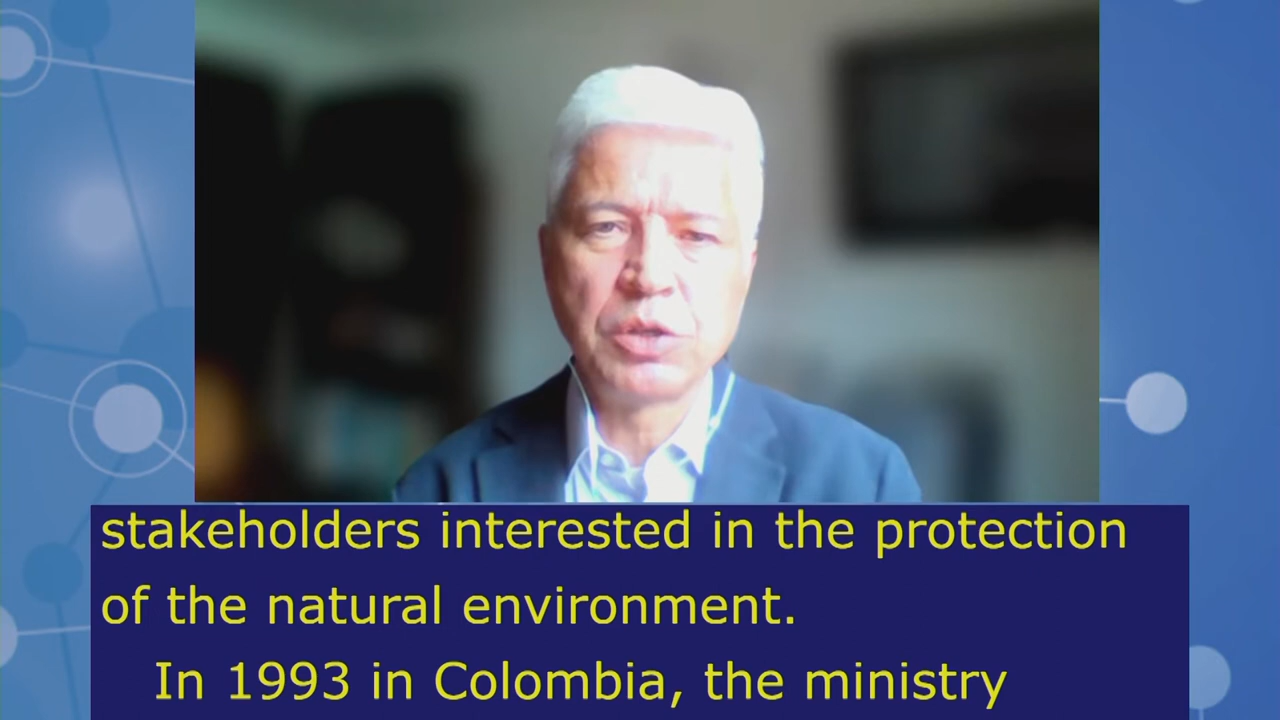 stakeholders interested in the protection
of the natural environment.
In 1993 in Colombia, the ministry